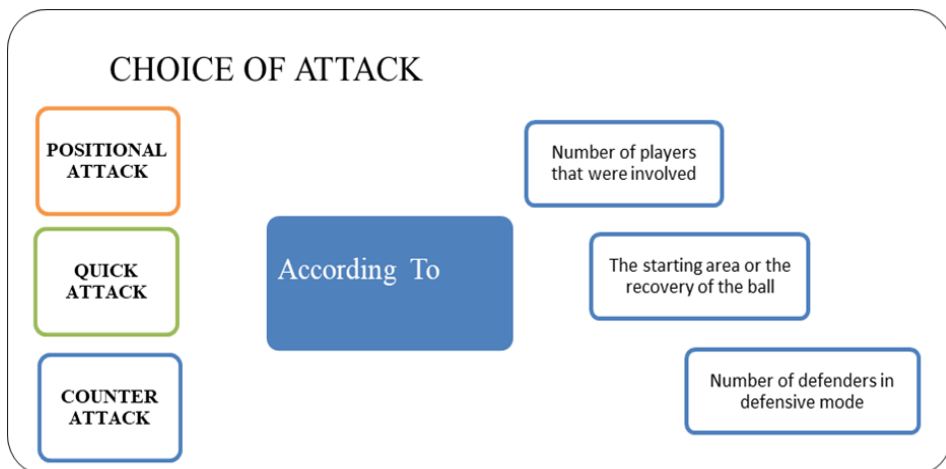 CHOICE OF ATTACK
POSITIONAL
ATTACK
QUICK
ATTACK
COUNTER
ATTACK
According To
Number of players
that were involved
The starting area or the
recovery of the ball
Number of defenders in
defensive mode